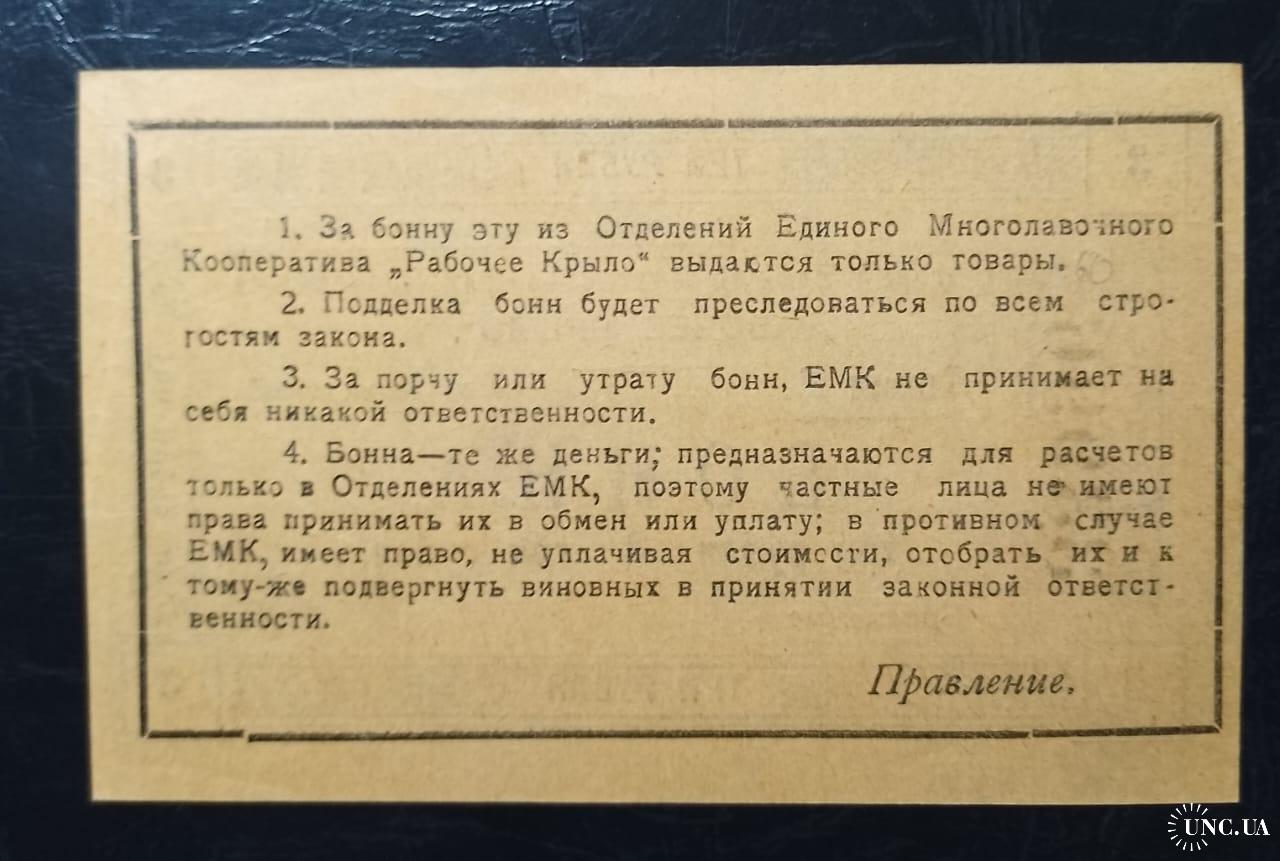 1. За бонну эту из Отделений Единого Многолавочного
Кооператива „Рабочее Крыло“ выдаются только товары.
2. Подделка бонн будет преследоваться по всем стро-
гостям закона.
3. За порчу или утрату бонн, ЕМК не принимает на
себя никакой ответственности.
4. Бонна—те же деньги; предназначаются для расчетов
только в Отделениях ЕМК, поэтому частные лица не имеют
права принимать их в обмен или уплату; в противном случае
ЕМК, имеет право, не уплачивая стоимости, отобрать их и к
тому-же подвергнуть виновных в принятии законной ответст-
венности.
Правление.
UNC.UA